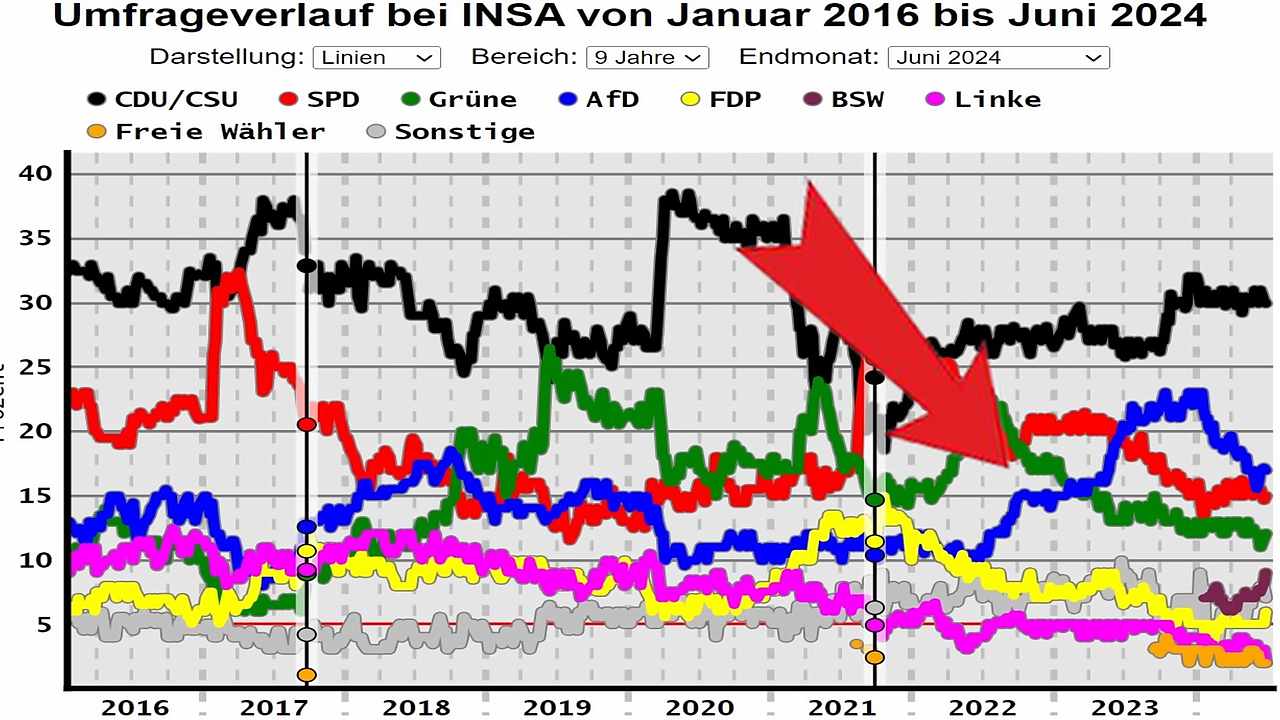 Umfrageverlauf bei INSA von Januar 2016 bis Juni 2024
Darstellung: Linien Bereich: 9 Jahre Endmonat: Juni 2024
CDU/CSU SPD Grüne AfD FDP BSW Linke
Freie Wähler Sonstige
40
35
30
25
20
15
10
5
2016 2017 2018 2019 2020 2021 2022 2023